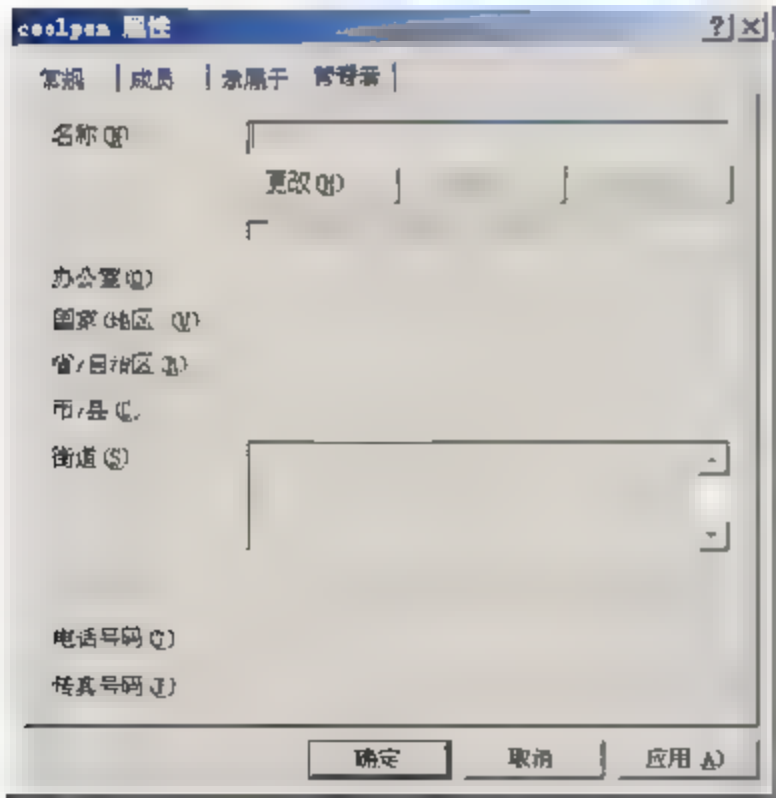 coolpen 属性
常规 成员 隶属于 管理者
名称(N)
更改(H)
办公室(O)
国家(地区)(V)
省/自治区(R)
市/县(C)
街道(S)
电话号码(T)
传真号码(F)
确定 取消 应用(A)